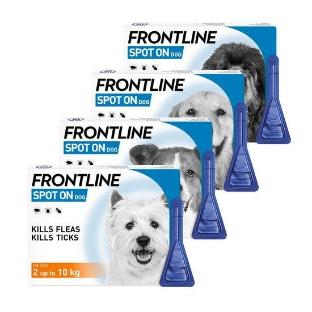 FRONTLINE
SPOT ON DOG
FRONTLINE
SPOT ON DOG
FRONTLINE
SPOT ON DOG
FRONTLINE
SPOT ON DOG
KILLS FLEAS
KILLS TICKS
2 up to 10 kg